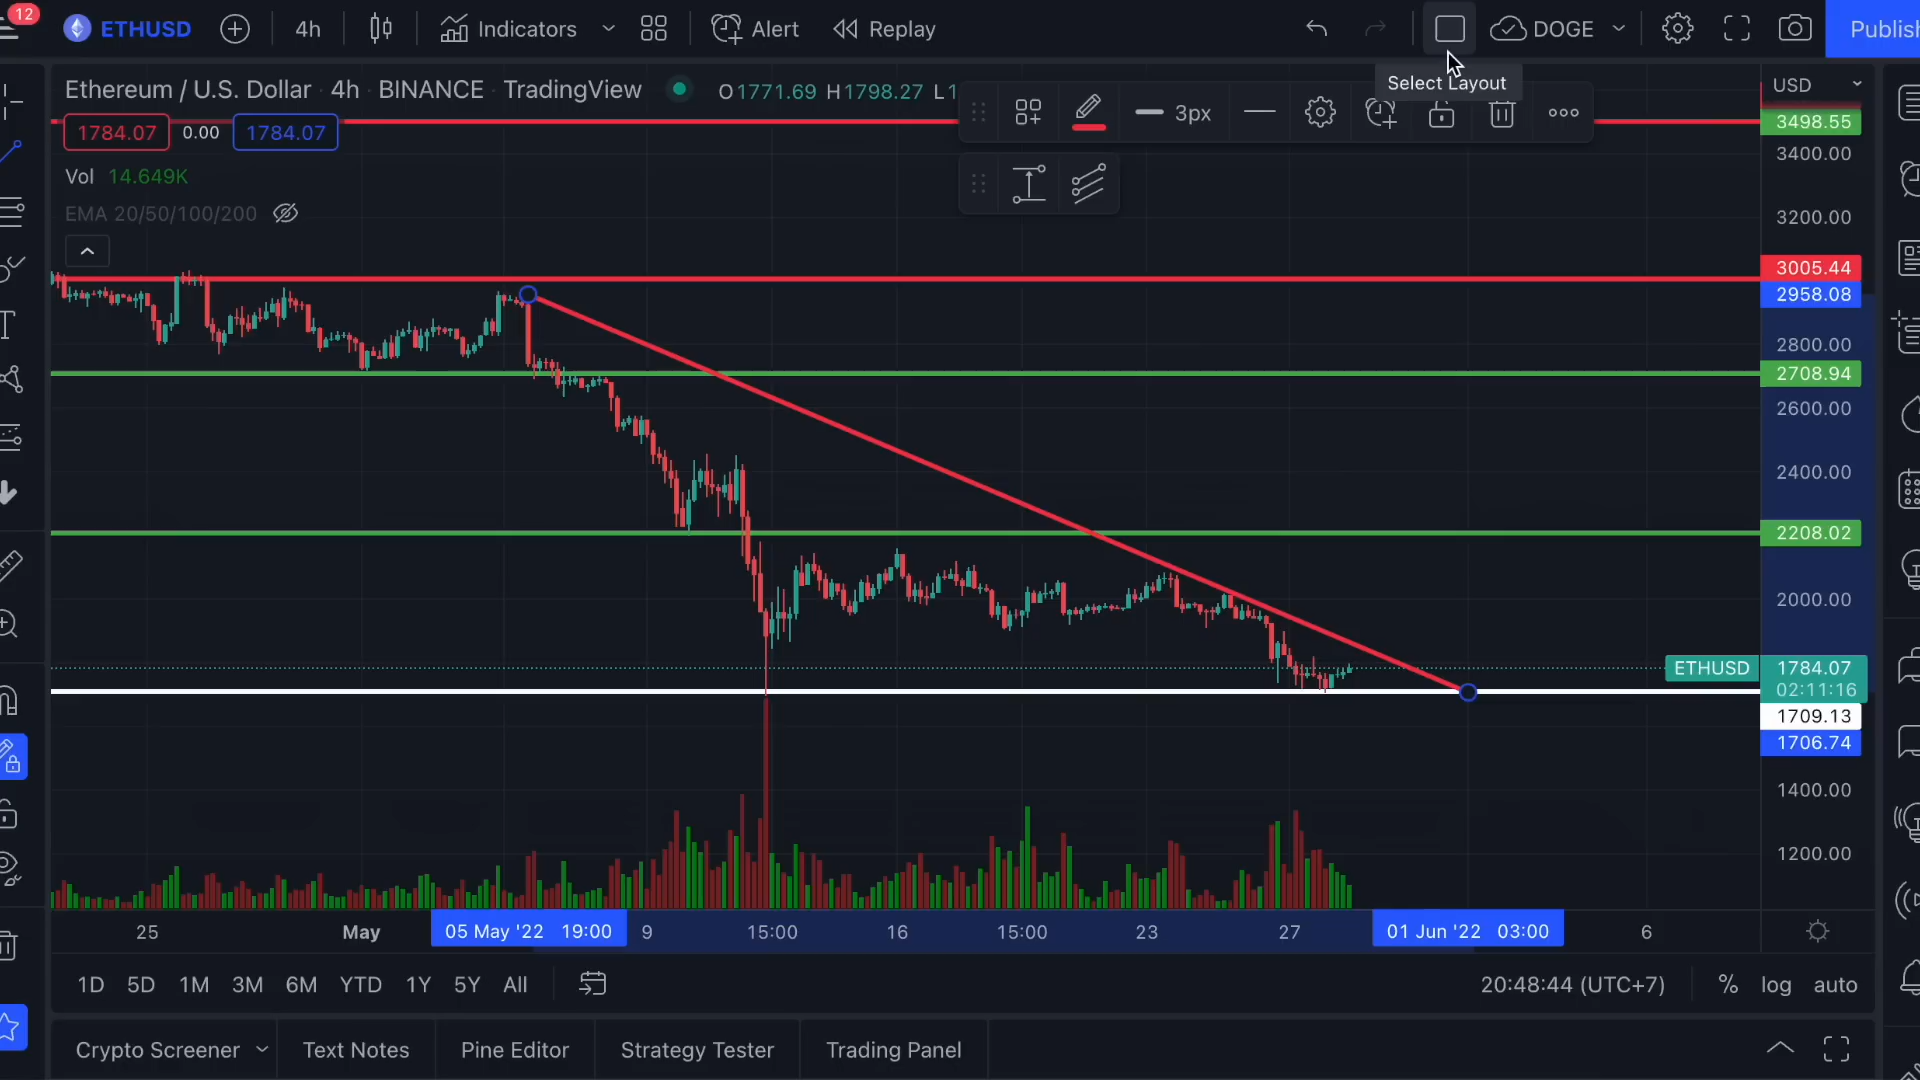 12
ETHUSD
4h
Indicators
Alert
Replay
DOGE
Publish
Select Layout
Ethereum / U.S. Dollar · 4h · BINANCE · TradingView
O1771.69 H1798.27 L1
3px
USD
1784.07 0.00 1784.07
Vol 14.649K
EMA 20/50/100/200
3498.55
3400.00
3200.00
3005.44
2958.08
2800.00
2708.94
2600.00
2400.00
2208.02
2000.00
ETHUSD 1784.07
02:11:16
1709.13
1706.74
1400.00
1200.00
25 May 05 May '22 19:00 9 15:00 16 15:00 23 27 01 Jun '22 03:00 6
1D 5D 1M 3M 6M YTD 1Y 5Y All
20:48:44 (UTC+7) % log auto
Crypto Screener Text Notes Pine Editor Strategy Tester Trading Panel